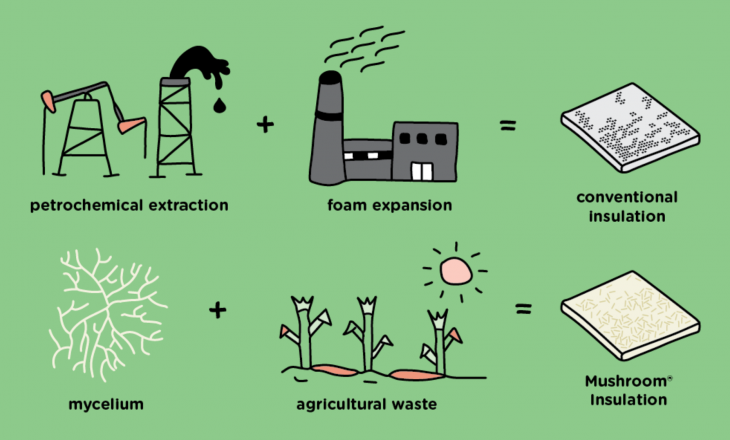 +
=
petrochemical extraction
foam expansion
conventional
insulation
+
=
mycelium
agricultural waste
Mushroom®
Insulation